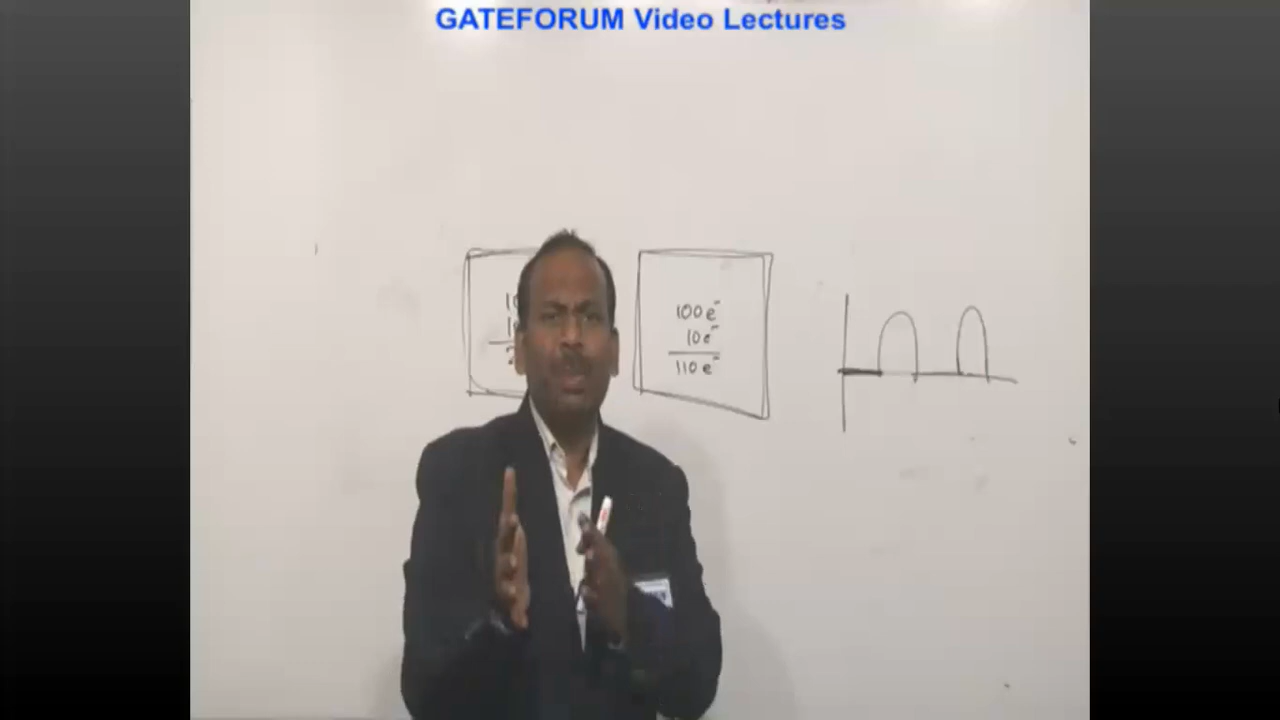 GATEFORUM Video Lectures
100 e⁻
10 e⁻
110 e⁻